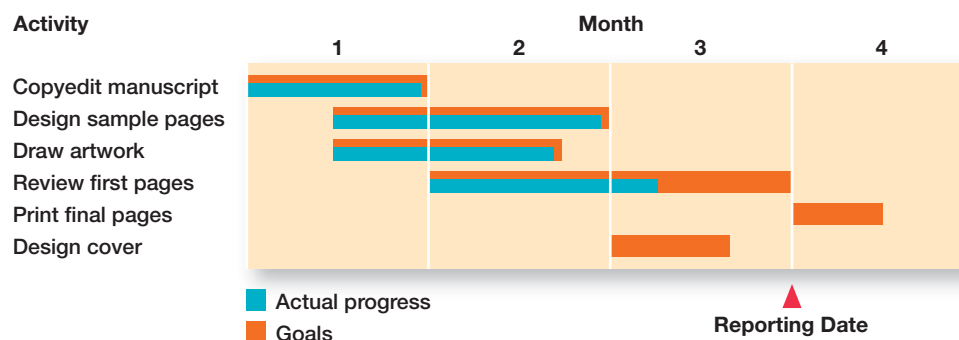 Activity
Month
1 2 3 4
Copyedit manuscript
Design sample pages
Draw artwork
Review first pages
Print final pages
Design cover
Actual progress
Goals
Reporting Date